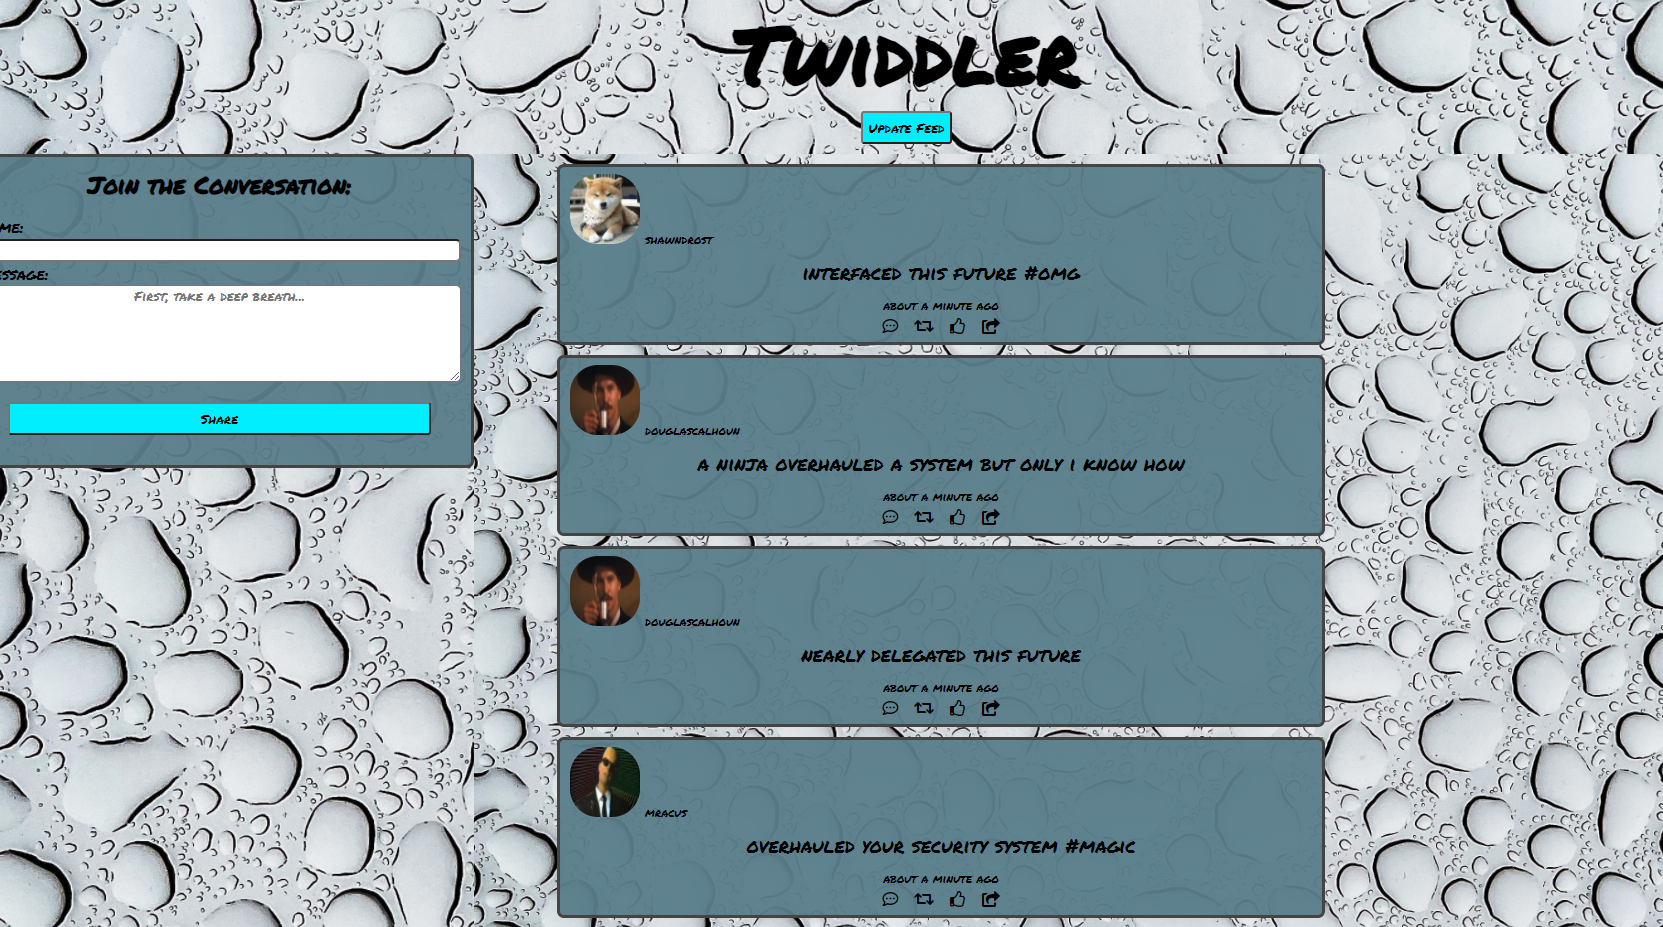 Twiddler
Update Feed
Join the Conversation:
me:
essage:
First, take a deep breath...
Share
shawndrost
interfaced this future #omg
about a minute ago
douglascalhoun
a ninja overhauled a system but only i know how
about a minute ago
douglascalhoun
nearly delegated this future
about a minute ago
mracus
overhauled your security system #magic
about a minute ago